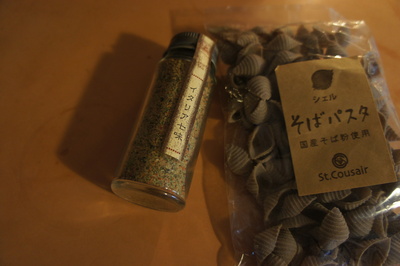 イタリア七味
シェル
そばパスタ
国産そば粉使用
St.Cousair